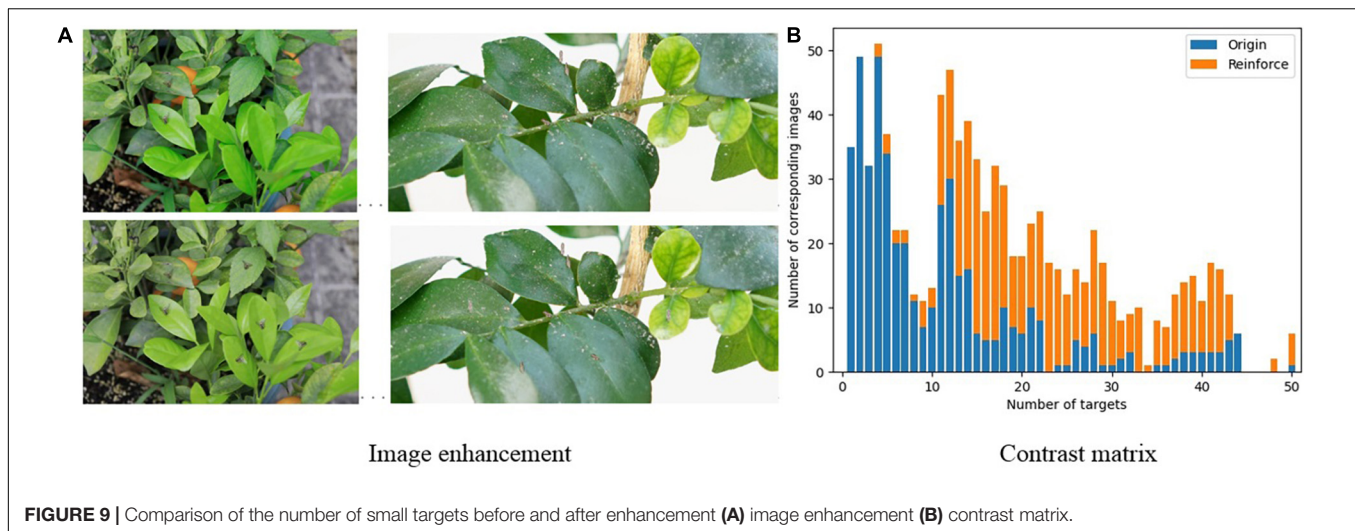 A
B
Origin
Reinforce
50
40
30
20
10
0
Number of corresponding images
0 10 20 30 40 50
Number of targets
. . .
. . .
Image enhancement
Contrast matrix
FIGURE 9 | Comparison of the number of small targets before and after enhancement (A) image enhancement (B) contrast matrix.